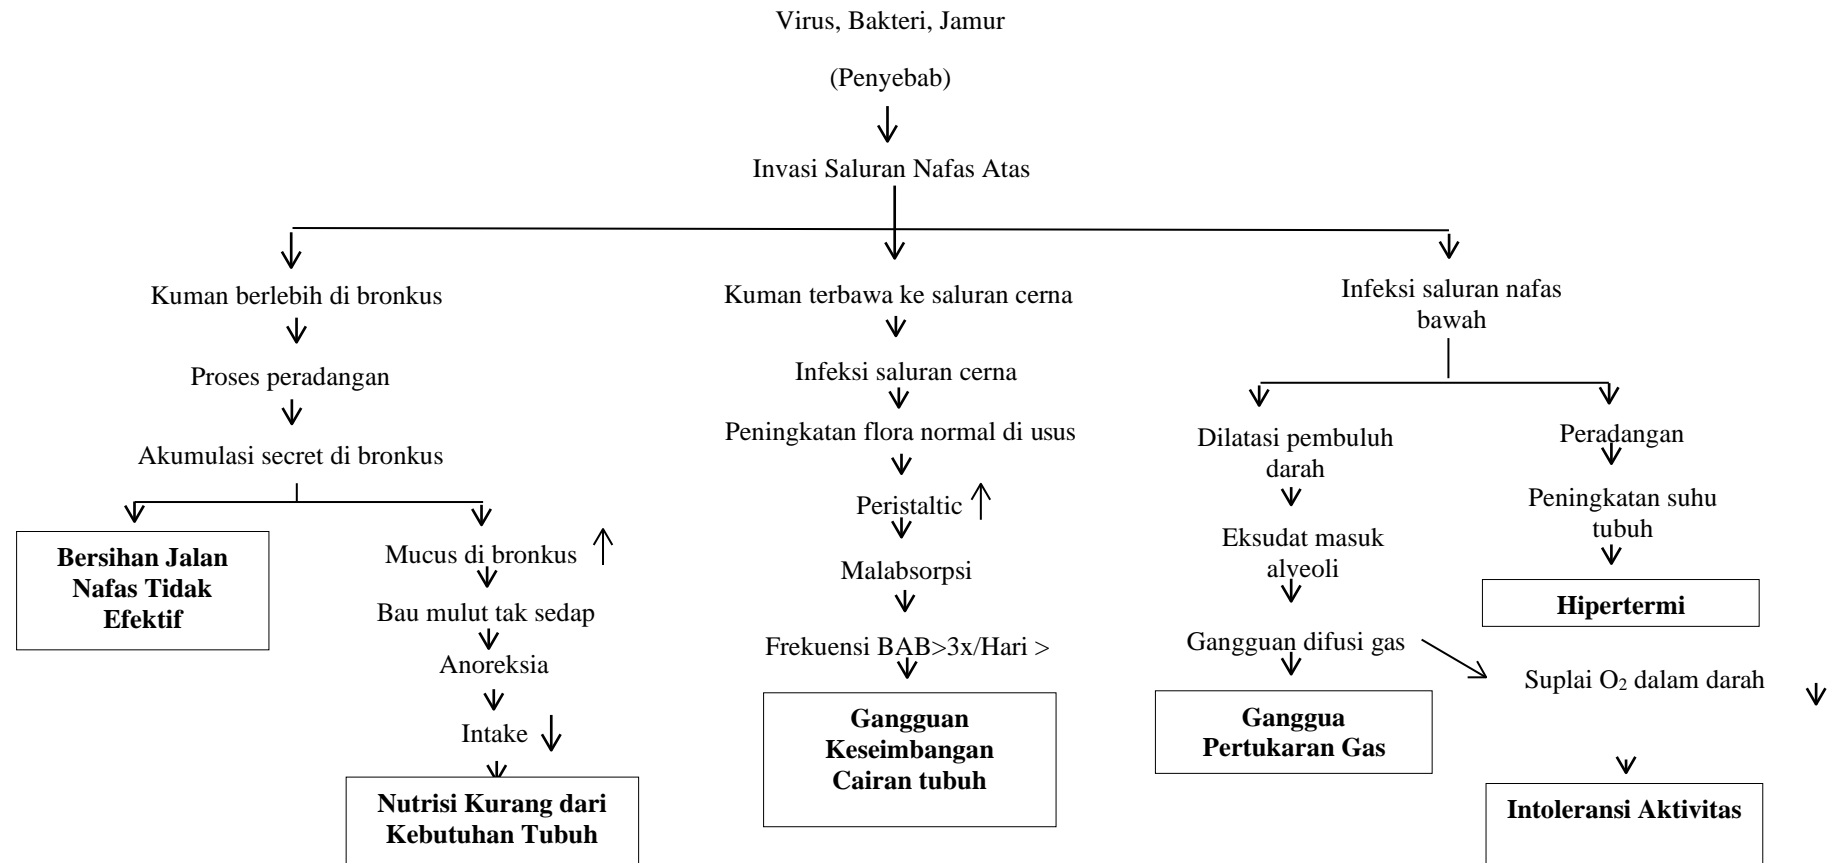 Virus, Bakteri, Jamur
(Penyebab)
Invasi Saluran Nafas Atas
Kuman berlebih di bronkus
Proses peradangan
Akumulasi secret di bronkus
Bersihan Jalan
Nafas Tidak
Efektif
Mucus di bronkus
Bau mulut tak sedap
Anoreksia
Intake
Nutrisi Kurang dari
Kebutuhan Tubuh
Kuman terbawa ke saluran cerna
Infeksi saluran cerna
Peningkatan flora normal di usus
Peristaltic
Malabsorpsi
Frekuensi BAB>3x/Hari >
Gangguan
Keseimbangan
Cairan tubuh
Infeksi saluran nafas
bawah
Dilatasi pembuluh
darah
Eksudat masuk
alveoli
Gangguan difusi gas
Ganggua
Pertukaran Gas
Peradangan
Peningkatan suhu
tubuh
Hipertermi
Suplai O₂ dalam darah
Intoleransi Aktivitas